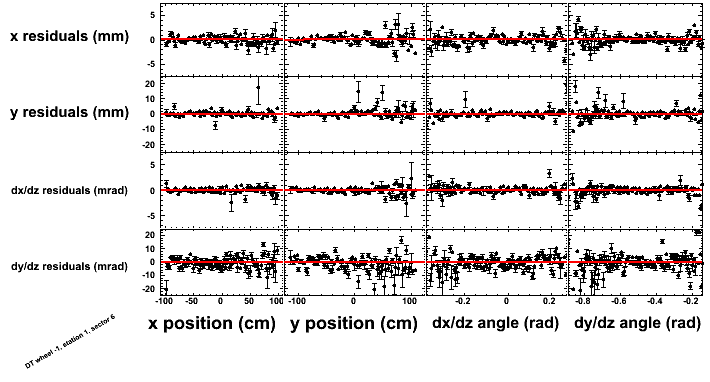 x residuals (mm)
5
0
-5
y residuals (mm)
20
10
0
-10
-20
dx/dz residuals (mrad)
5
0
-5
dy/dz residuals (mrad)
20
10
0
-10
-20
-100 -50 0 50 100 -100 0 100 -0.2 0 0.2 -0.8 -0.6 -0.4 -0.2
x position (cm) y position (cm) dx/dz angle (rad) dy/dz angle (rad)
DT wheel -1, station 1, sector 6